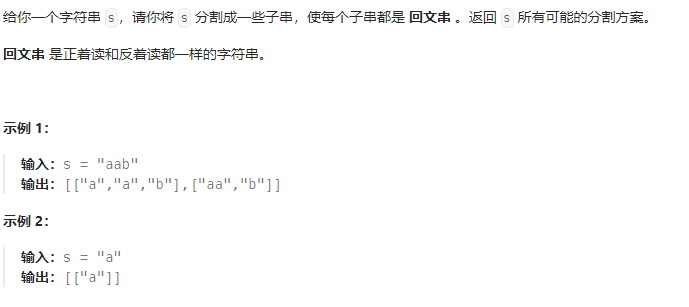 给你一个字符串 s，请你将 s 分割成一些子串，使每个子串都是 回文串 。返回 s 所有可能的分割方案。
回文串 是正着读和反着读都一样的字符串。
示例 1：
输入：s = "aab"
输出：[["a","a","b"],["aa","b"]]
示例 2：
输入：s = "a"
输出：[["a"]]